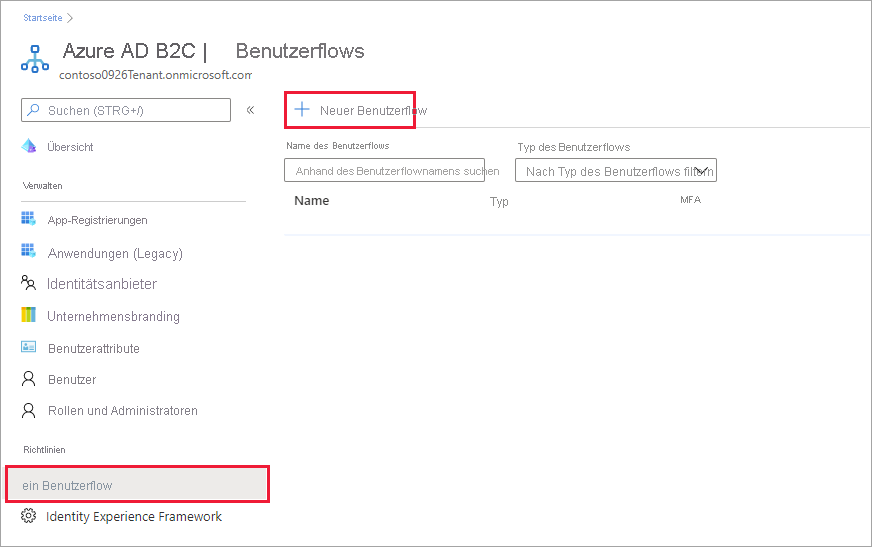 Startseite
Azure AD B2C | Benutzerflows
contoso0926Tenant.onmicrosoft.com
Suchen (STRG+/)
Übersicht
Verwalten
App-Registrierungen
Anwendungen (Legacy)
Identitätsanbieter
Unternehmensbranding
Benutzerattribute
Benutzer
Rollen und Administratoren
Richtlinien
ein Benutzerflow
Identity Experience Framework
Neuer Benutzerflow
Name des Benutzerflows
Anhand des Benutzerflownamens suchen
Typ des Benutzerflows
Nach Typ des Benutzerflows filtern
Name Typ MFA